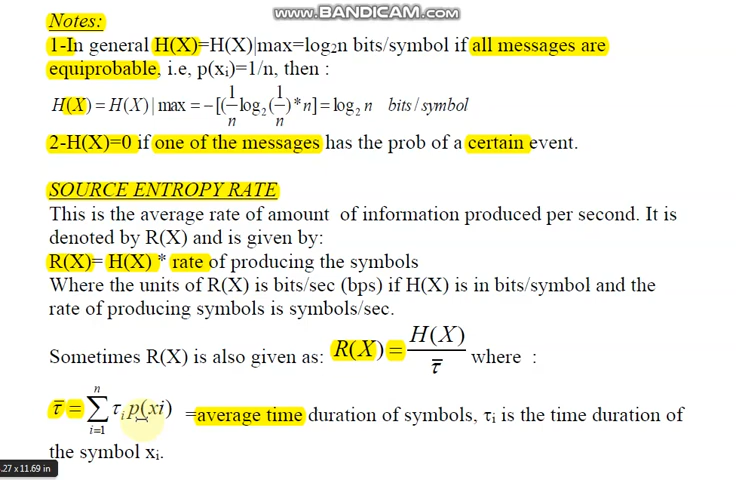 www.BANDICAM.com
Notes:
1-In general H(X)=H(X)|max=log₂n bits/symbol if all messages are
equiprobable, i.e, p(xᵢ)=1/n, then :
H(X) = H(X) | max = −[(1/n log₂(1/n) * n] = log₂ n bits / symbol
2-H(X)=0 if one of the messages has the prob of a certain event.
SOURCE ENTROPY RATE
This is the average rate of amount of information produced per second. It is
denoted by R(X) and is given by:
R(X)= H(X) * rate of producing the symbols
Where the units of R(X) is bits/sec (bps) if H(X) is in bits/symbol and the
rate of producing symbols is symbols/sec.
Sometimes R(X) is also given as: R(X) = H(X)/τ̄ where :
τ̄ = ∑ᵢ₌₁ⁿ τᵢ p(xi) =average time duration of symbols, τᵢ is the time duration of
the symbol xᵢ.
.27 x 11.69 in